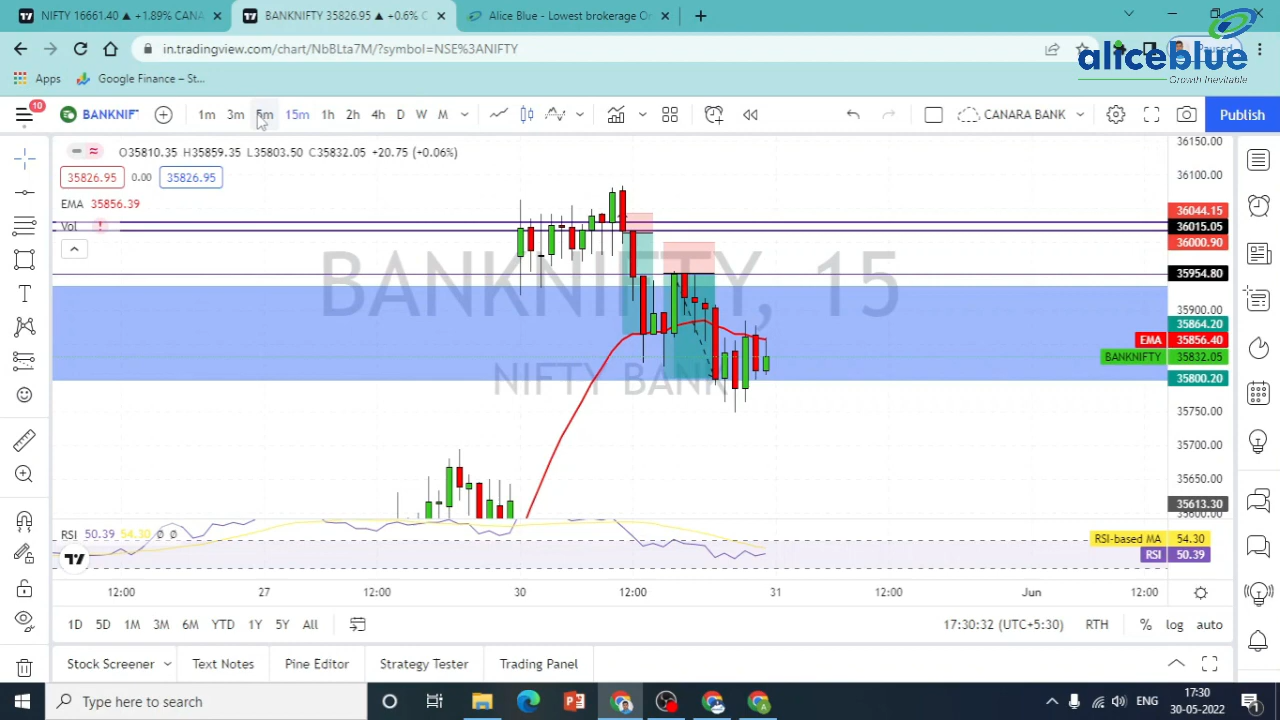 NIFTY 16661.40 ▲ +1.89% CANA
BANKNIFTY 35826.95 ▲ +0.6% C
Alice Blue - Lowest brokerage On
in.tradingview.com/chart/NbBLta7M/?symbol=NSE%3ANIFTY
Paused
aliceblue
Growth Inevitable
Apps
Google Finance – St...
10
BANKNIF
1m 3m 5m 15m 1h 2h 4h D W M
CANARA BANK
Publish
O35810.35 H35859.35 L35803.50 C35832.05 +20.75 (+0.06%)
35826.95 0.00 35826.95
EMA 35856.39
Vol
BANKNIFTY, 15
NIFTY BANK
36150.00
36100.00
36044.15
36015.05
36000.90
35954.80
35900.00
35864.20
EMA 35856.40
BANKNIFTY 35832.05
35800.20
35750.00
35700.00
35650.00
35613.30
35600.00
RSI 50.39 54.30 Ø Ø
RSI-based MA 54.30
RSI 50.39
12:00 27 12:00 30 12:00 31 12:00 Jun 12:00
1D 5D 1M 3M 6M YTD 1Y 5Y All
17:30:32 (UTC+5:30) RTH % log auto
Stock Screener Text Notes Pine Editor Strategy Tester Trading Panel
Type here to search
ENG
17:30
30-05-2022
1